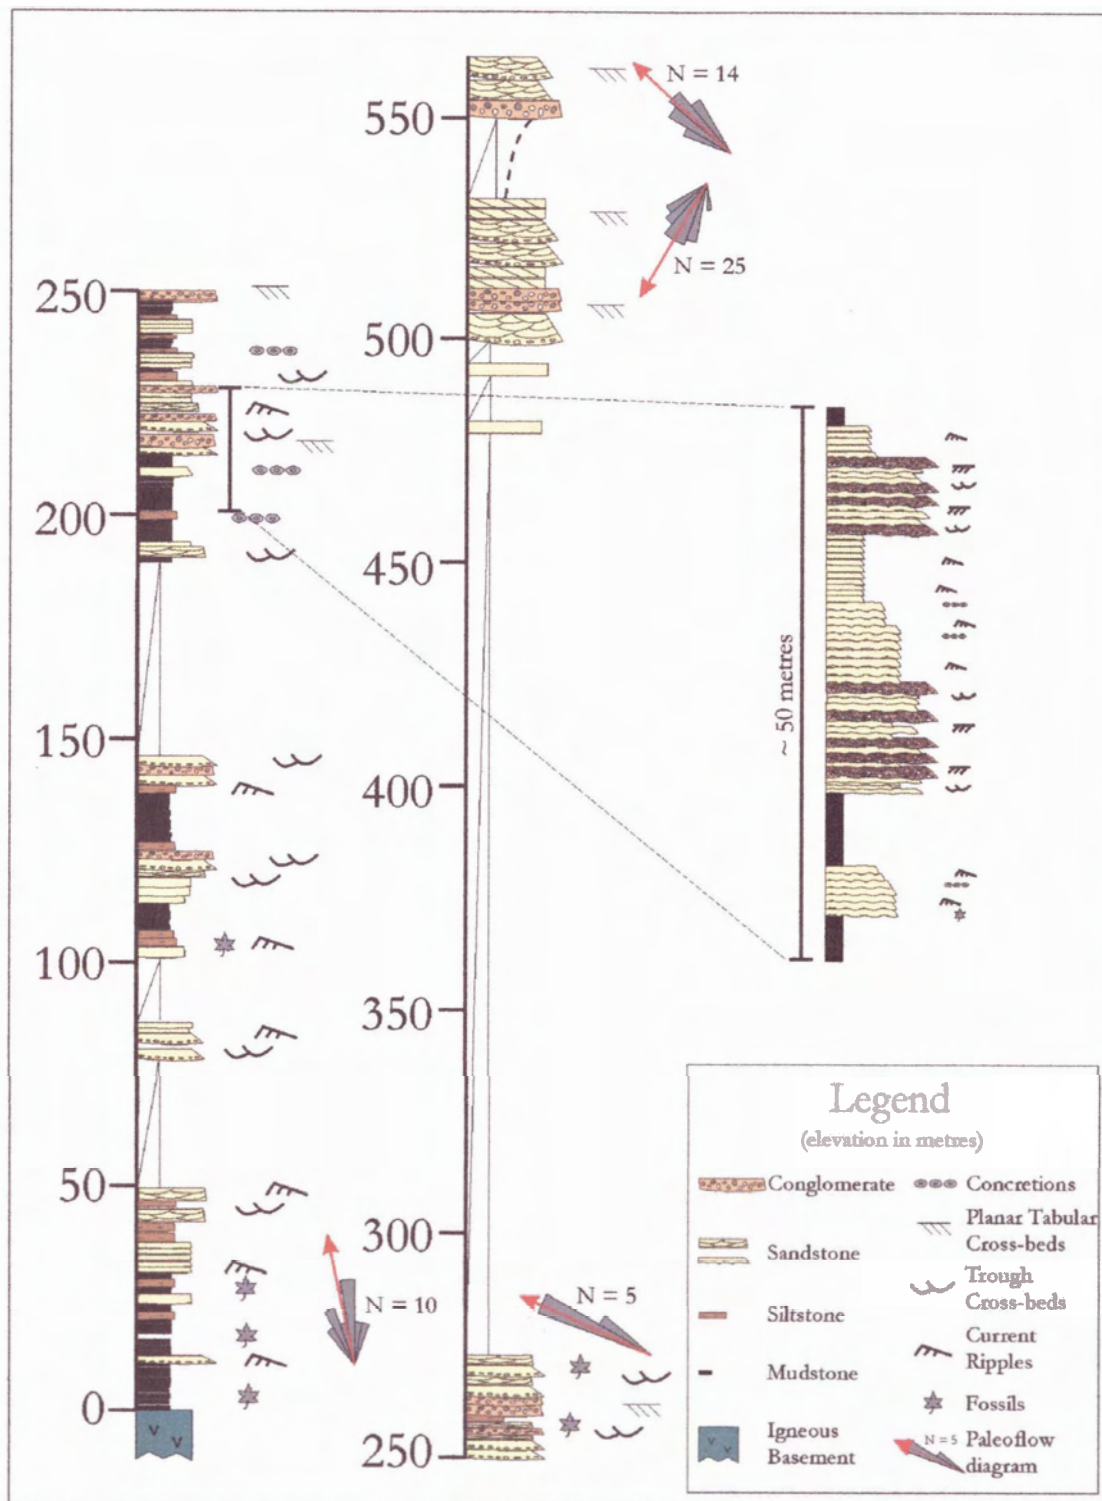 250
200
150
100
50
0
550
500
450
400
350
300
250
N = 14
N = 25
N = 10
N = 5
~ 50 metres
Legend
(elevation in metres)
Conglomerate
Sandstone
Siltstone
Mudstone
Igneous
Basement
Concretions
Planar Tabular
Cross-beds
Trough
Cross-beds
Current
Ripples
Fossils
N = 5
Paleoflow
diagram